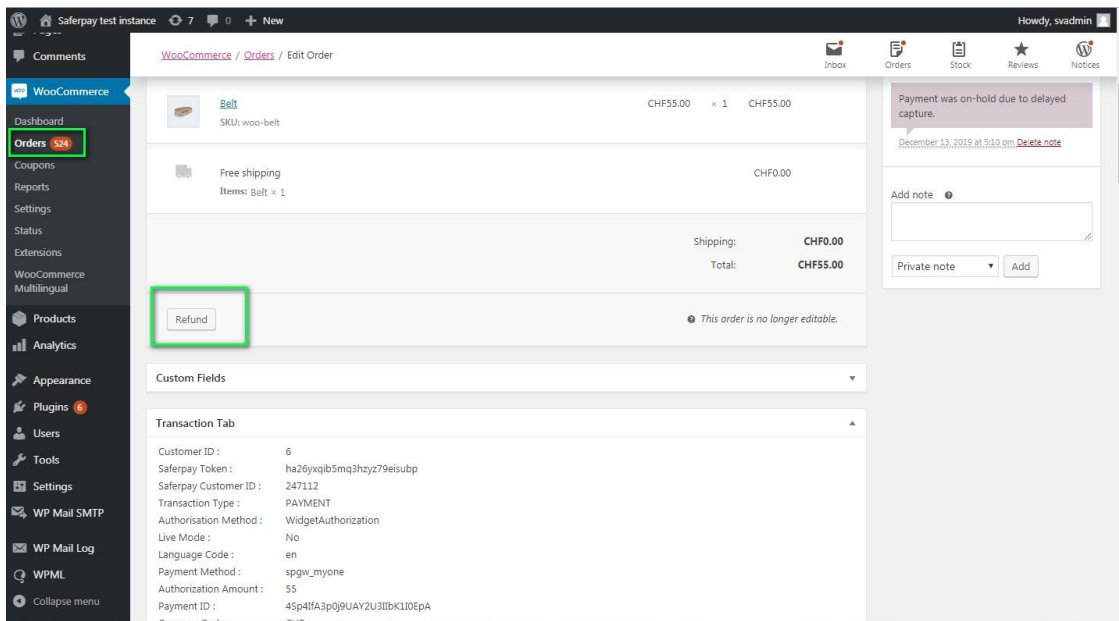 Saferpay test instance 7 0 + New Howdy, svadmin
Comments
WooCommerce
Dashboard
Orders 524
Coupons
Reports
Settings
Status
Extensions
WooCommerce
Multilingual
Products
Analytics
Appearance
Plugins 6
Users
Tools
Settings
WP Mail SMTP
WP Mail Log
WPML
Collapse menu
WooCommerce / Orders / Edit Order
Inbox
Orders
Stock
Reviews
Notices
Belt CHF55.00 × 1 CHF55.00
SKU: woo-belt
Free shipping CHF0.00
Items: Belt × 1
Shipping: CHF0.00
Total: CHF55.00
Refund
This order is no longer editable.
Custom Fields
Transaction Tab
Customer ID : 6
Saferpay Token : ha26yxqib5mq3hzyz79eisubp
Saferpay Customer ID : 247112
Transaction Type : PAYMENT
Authorisation Method : WidgetAuthorization
Live Mode : No
Language Code : en
Payment Method : spgw_myone
Authorization Amount : 55
Payment ID :
Payment was on-hold due to delayed
capture.
December 13, 2019 at 5:10 pm Delete note
Add note
Private note
Add